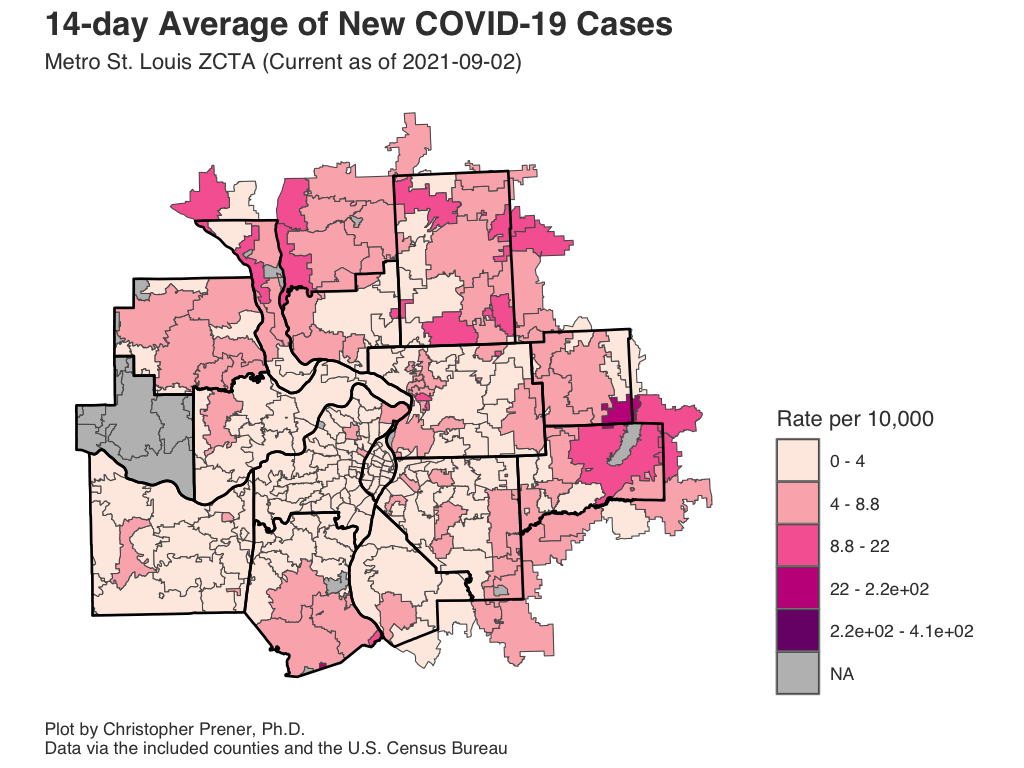 14-day Average of New COVID-19 Cases
Metro St. Louis ZCTA (Current as of 2021-09-02)
Rate per 10,000
0 - 4
4 - 8.8
8.8 - 22
22 - 2.2e+02
2.2e+02 - 4.1e+02
NA
Plot by Christopher Prener, Ph.D.
Data via the included counties and the U.S. Census Bureau